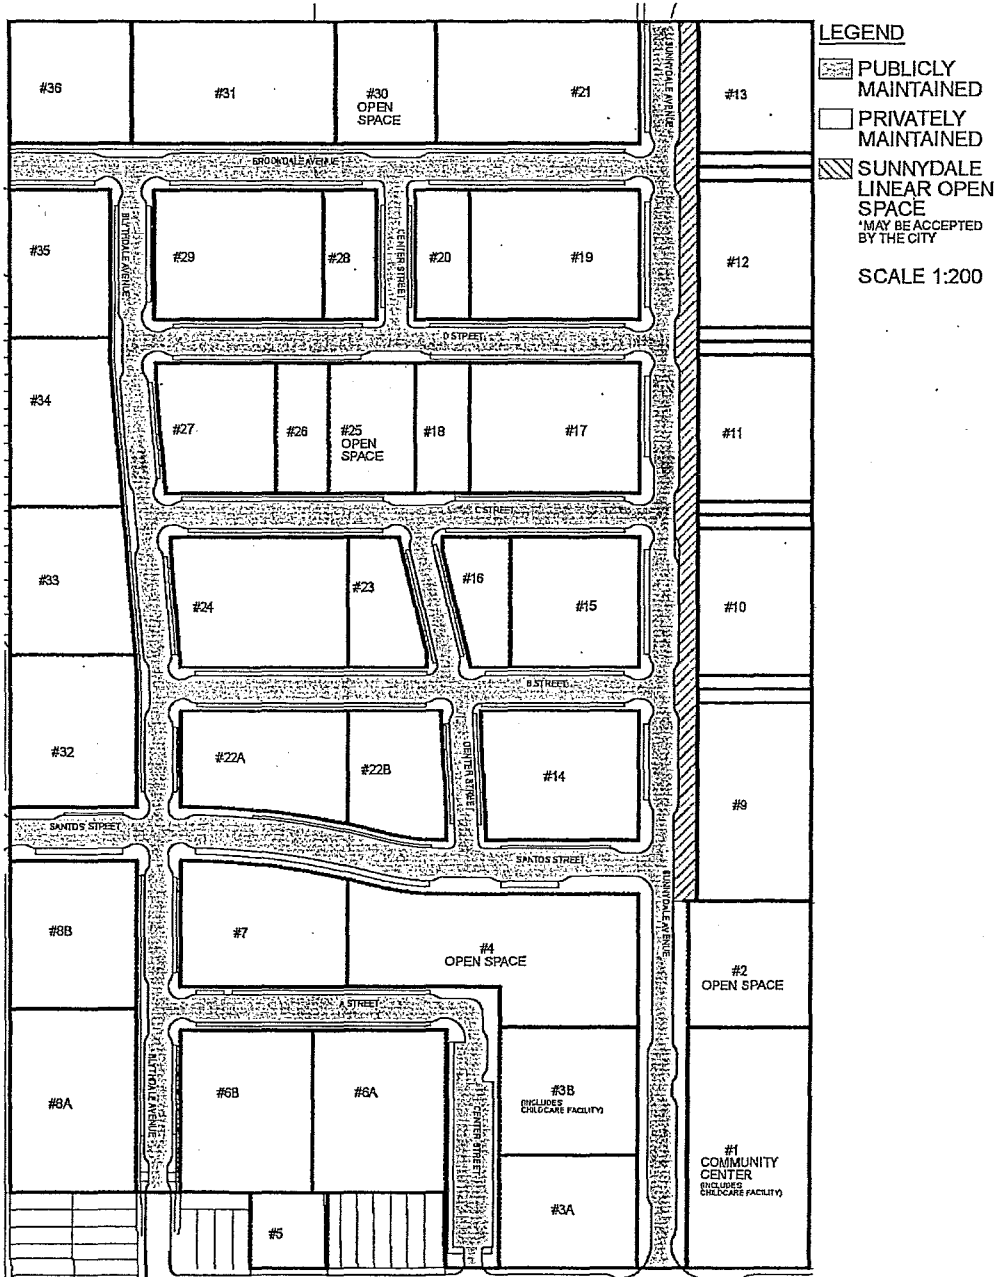 LEGEND
PUBLICLY
MAINTAINED
PRIVATELY
MAINTAINED
SUNNYDALE
LINEAR OPEN
SPACE
*MAY BE ACCEPTED
BY THE CITY
SCALE 1:200
#36
#31
#30
OPEN
SPACE
#21
SUNNYDALE AVENUE
#13
BROOKDALE AVENUE
#35
BLYTHDALE AVENUE
#29
#28
CENTER STREET
#20
#19
#12
D STREET
#34
#27
#26
#25
OPEN
SPACE
#18
#17
#11
C STREET
#33
#24
#23
#16
#15
#10
B STREET
#32
#22A
#22B
CENTER STREET
#14
#9
SANTOS STREET
SANTOS STREET
SUNNYDALE AVENUE
#8B
#7
#4
OPEN SPACE
#2
OPEN SPACE
A STREET
#8A
BLYTHDALE AVENUE
#6B
#6A
CENTER STREET
#3B
(INCLUDES
CHILDCARE FACILITY)
#1
COMMUNITY
CENTER
(INCLUDES
CHILDCARE FACILITY)
#3A
#5